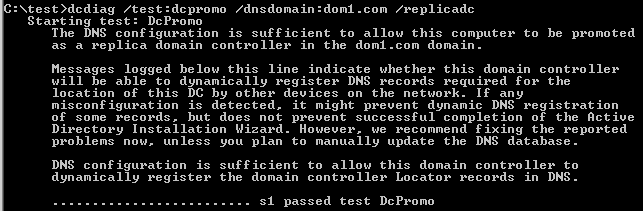 C:\test>dcdiag /test:dcpromo /dnsdomain:dom1.com /replicadc
Starting test: DcPromo
The DNS configuration is sufficient to allow this computer to be promoted
as a replica domain controller in the dom1.com domain.
Messages logged below this line indicate whether this domain controller
will be able to dynamically register DNS records required for the
location of this DC by other devices on the network. If any
misconfiguration is detected, it might prevent dynamic DNS registration
of some records, but does not prevent successful completion of the Active
Directory Installation Wizard. However, we recommend fixing the reported
problems now, unless you plan to manually update the DNS database.
DNS configuration is sufficient to allow this domain controller to
dynamically register the domain controller Locator records in DNS.
......................... s1 passed test DcPromo